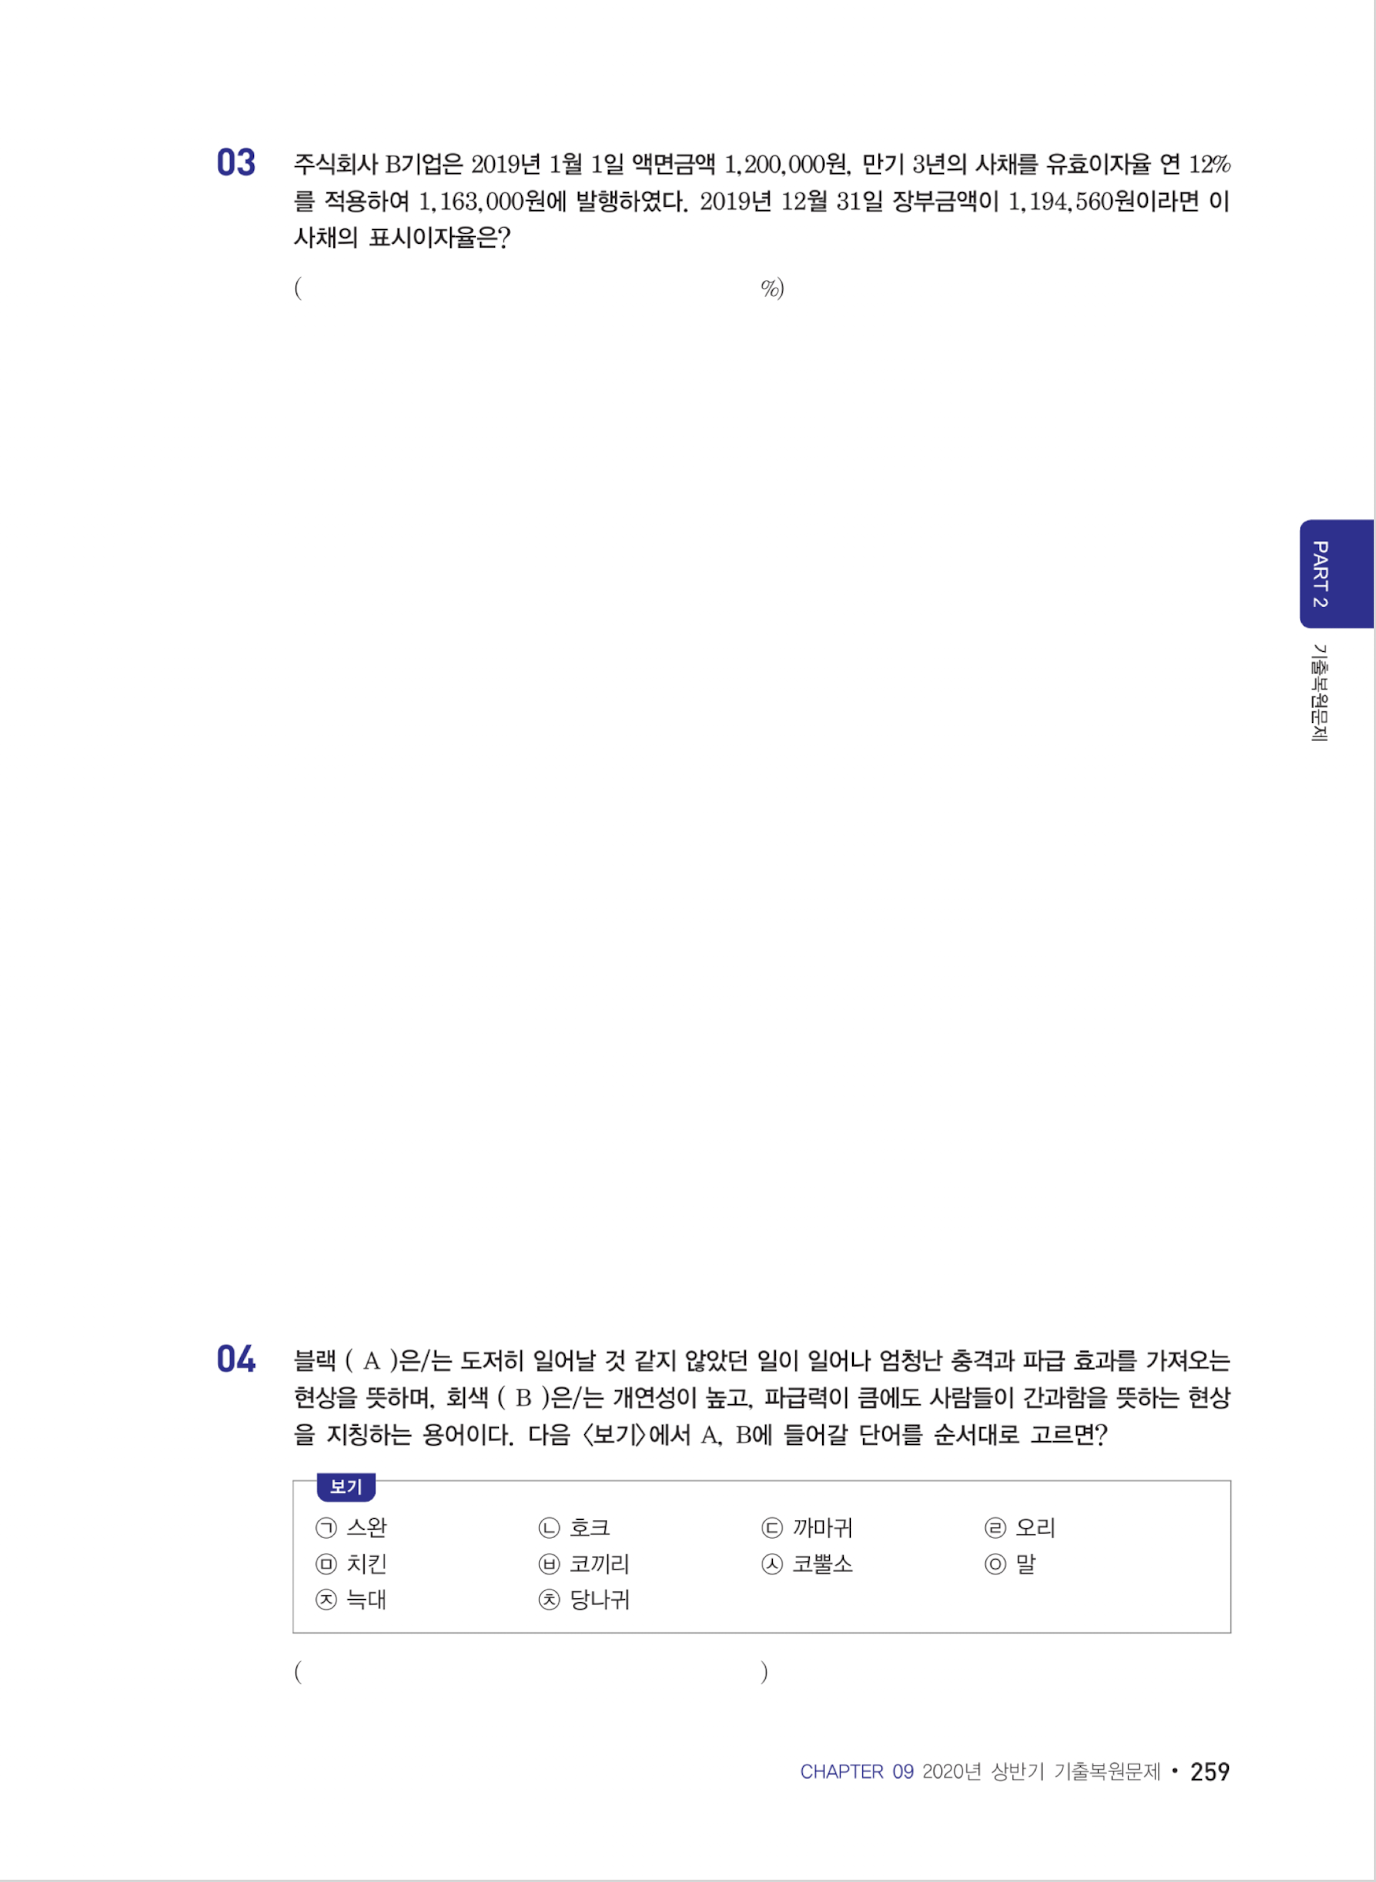 03 주식회사 B기업은 2019년 1월 1일 액면금액 1,200,000원, 만기 3년의 사채를 유효이자율 연 12%
를 적용하여 1,163,000원에 발행하였다. 2019년 12월 31일 장부금액이 1,194,560원이라면 이
사채의 표시이자율은?
( %)
PART 2
기출복원문제
04 블랙 ( A )은/는 도저히 일어날 것 같지 않았던 일이 일어나 엄청난 충격과 파급 효과를 가져오는
현상을 뜻하며, 회색 ( B )은/는 개연성이 높고, 파급력이 큼에도 사람들이 간과함을 뜻하는 현상
을 지칭하는 용어이다. 다음 〈보기〉에서 A, B에 들어갈 단어를 순서대로 고르면?
보기
㉠ 스완 ㉡ 호크 ㉢ 까마귀 ㉣ 오리
㉤ 치킨 ㉥ 코끼리 ㉦ 코뿔소 ㉧ 말
㉨ 늑대 ㉩ 당나귀
( )
CHAPTER 09 2020년 상반기 기출복원문제 • 259